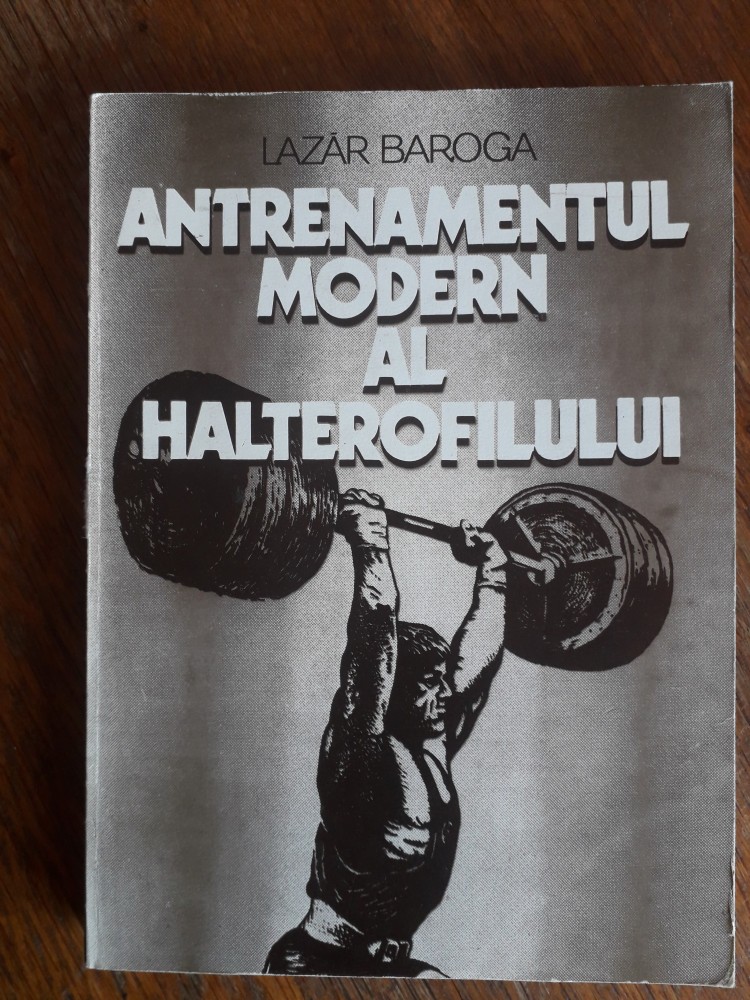 LAZĂR BAROGA
ANTRENAMENTUL
MODERN
AL
HALTEROFILULUI